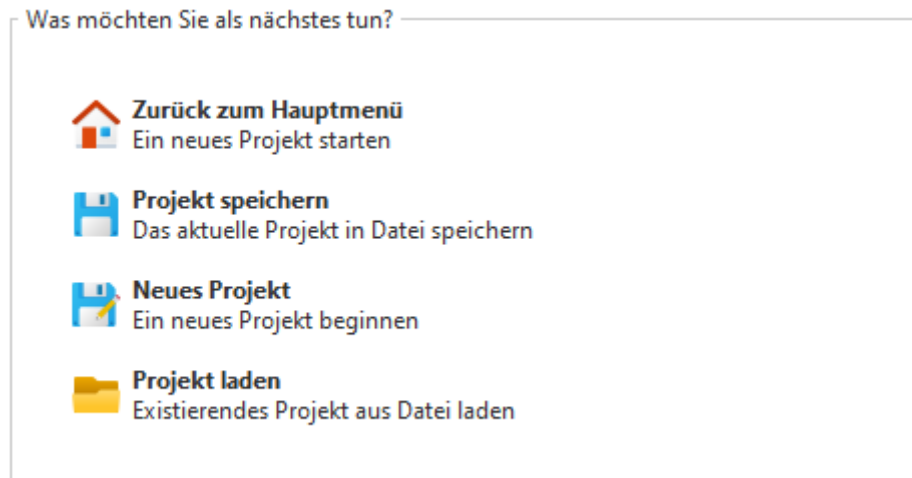 Was möchten Sie als nächstes tun?
Zurück zum Hauptmenü
Ein neues Projekt starten
Projekt speichern
Das aktuelle Projekt in Datei speichern
Neues Projekt
Ein neues Projekt beginnen
Projekt laden
Existierendes Projekt aus Datei laden